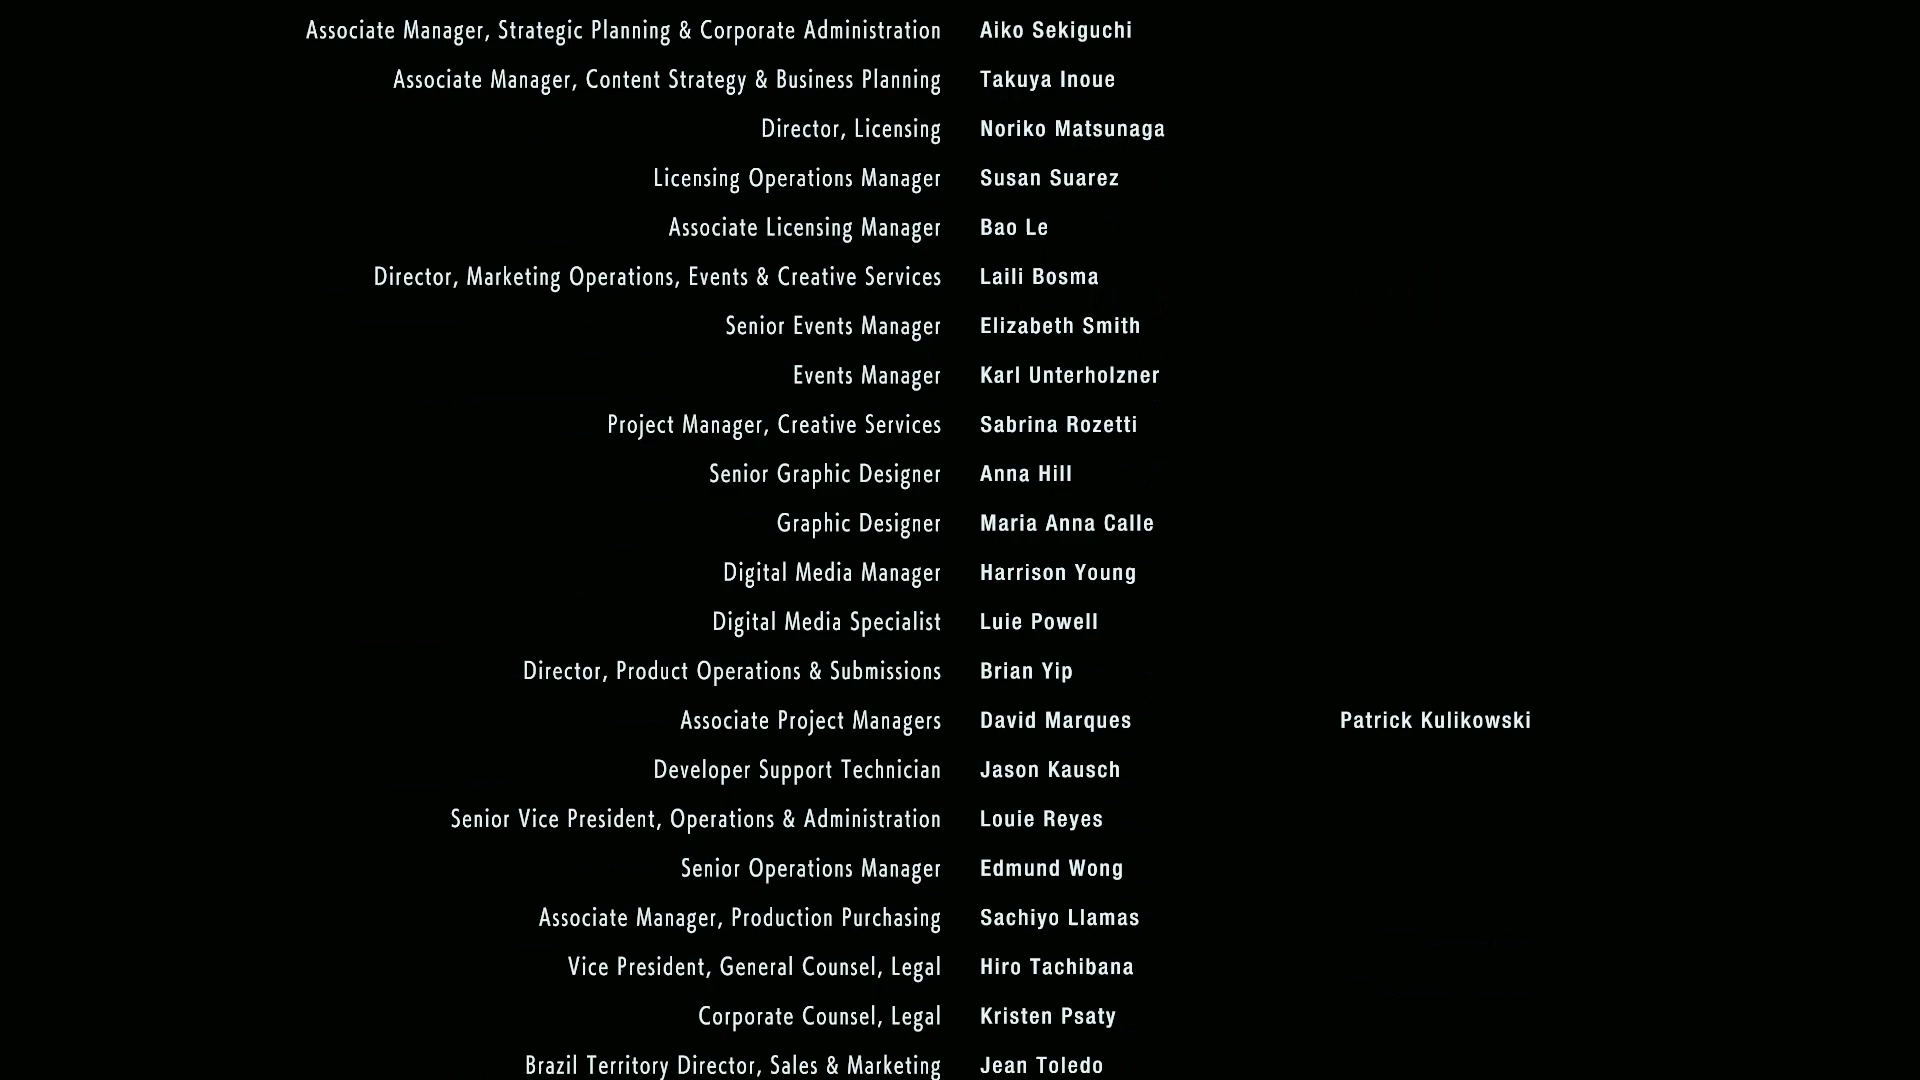 Associate Manager, Strategic Planning & Corporate Administration Aiko Sekiguchi
Associate Manager, Content Strategy & Business Planning Takuya Inoue
Director, Licensing Noriko Matsunaga
Licensing Operations Manager Susan Suarez
Associate Licensing Manager Bao Le
Director, Marketing Operations, Events & Creative Services Laili Bosma
Senior Events Manager Elizabeth Smith
Events Manager Karl Unterholzner
Project Manager, Creative Services Sabrina Rozetti
Senior Graphic Designer Anna Hill
Graphic Designer Maria Anna Calle
Digital Media Manager Harrison Young
Digital Media Specialist Luie Powell
Director, Product Operations & Submissions Brian Yip
Associate Project Managers David Marques Patrick Kulikowski
Developer Support Technician Jason Kausch
Senior Vice President, Operations & Administration Louie Reyes
Senior Operations Manager Edmund Wong
Associate Manager, Production Purchasing Sachiyo Llamas
Vice President, General Counsel, Legal Hiro Tachibana
Corporate Counsel, Legal Kristen Psaty
Brazil Territory Director, Sales & Marketing Jean Toledo